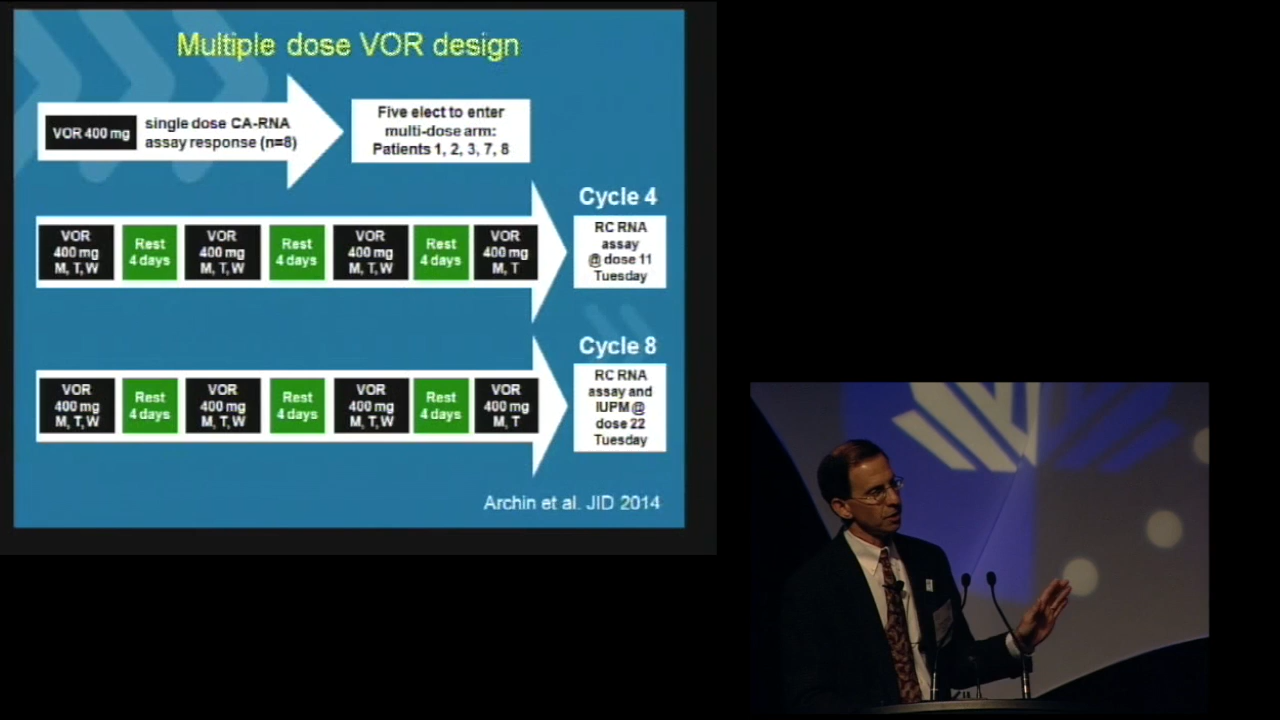 Multiple dose VOR design
VOR 400 mg
single dose CA-RNA
assay response (n=8)
Five elect to enter
multi-dose arm:
Patients 1, 2, 3, 7, 8
Cycle 4
VOR
400 mg
M, T, W
Rest
4 days
VOR
400 mg
M, T, W
Rest
4 days
VOR
400 mg
M, T, W
Rest
4 days
VOR
400 mg
M, T
RC RNA
assay
@ dose 11
Tuesday
Cycle 8
VOR
400 mg
M, T, W
Rest
4 days
VOR
400 mg
M, T, W
Rest
4 days
VOR
400 mg
M, T, W
Rest
4 days
VOR
400 mg
M, T
RC RNA
assay and
IUPM @
dose 22
Tuesday
Archin et al. JID 2014